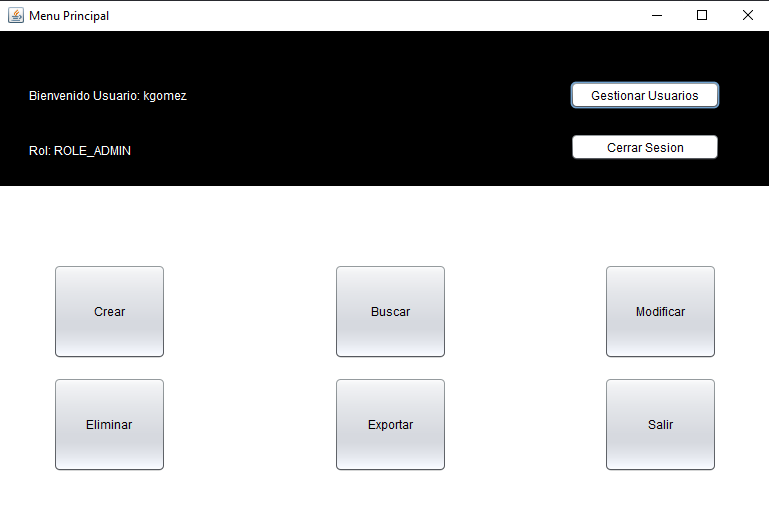 Menu Principal
Bienvenido Usuario: kgomez
Gestionar Usuarios
Rol: ROLE_ADMIN
Cerrar Sesion
Crear
Buscar
Modificar
Eliminar
Exportar
Salir